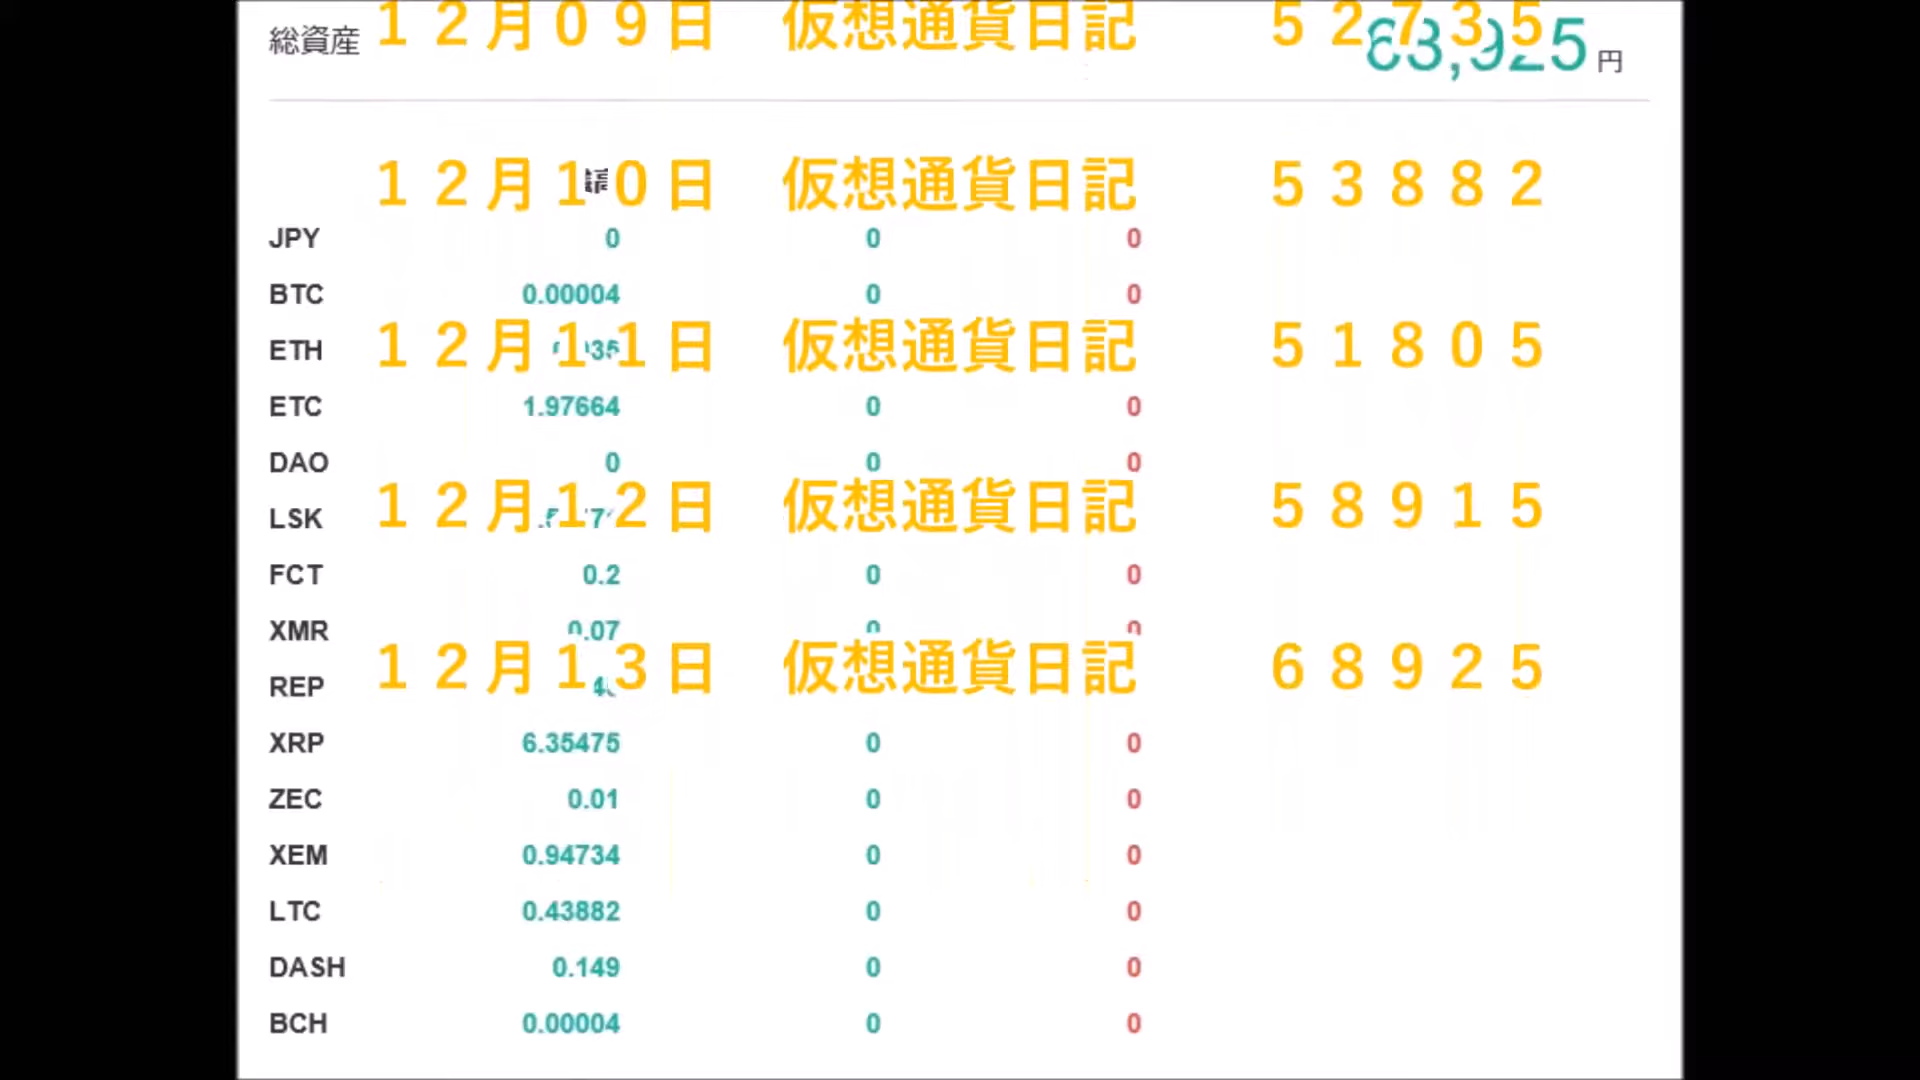 12月09日 仮想通貨日記 52735
総資産 円
12月10日 仮想通貨日記 53882
JPY 0 0 0
BTC 0.00004 0 0
12月11日 仮想通貨日記 51805
ETH
ETC 1.97664 0 0
DAO 0 0 0
12月12日 仮想通貨日記 58915
LSK
FCT 0.2 0 0
XMR 0.07 0 0
12月13日 仮想通貨日記 68925
REP
XRP 6.35475 0 0
ZEC 0.01 0 0
XEM 0.94734 0 0
LTC 0.43882 0 0
DASH 0.149 0 0
BCH 0.00004 0 0